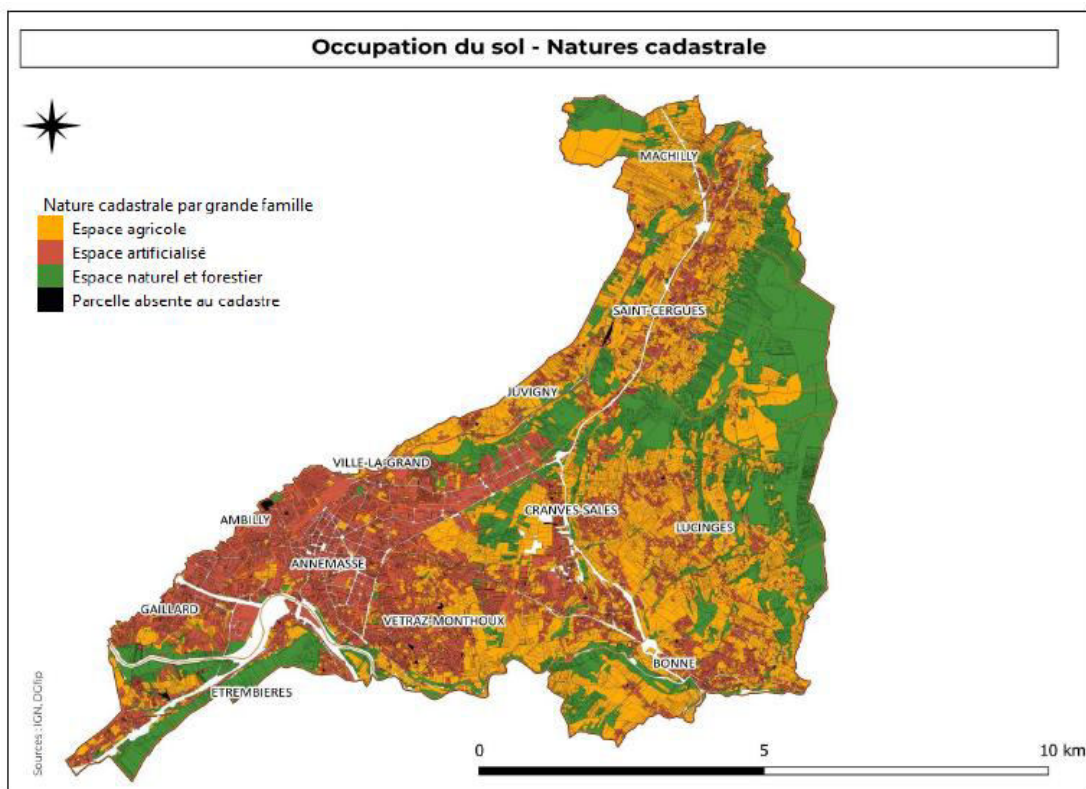 Occupation du sol - Natures cadastrale
Nature cadastrale par grande famille
Espace agricole
Espace artificialisé
Espace naturel et forestier
Parcelle absente au cadastre
MACHILLY
SAINT-CERGUES
JUVIGNY
VILLE-LA-GRAND
AMBILLY
CRANVES-SALES
LUCINGES
ANNEMASSE
GAILLARD
VETRAZ-MONTHOUX
BONNE
ETREMBIERES
Sources : IGN, DGfip
0 5 10 km